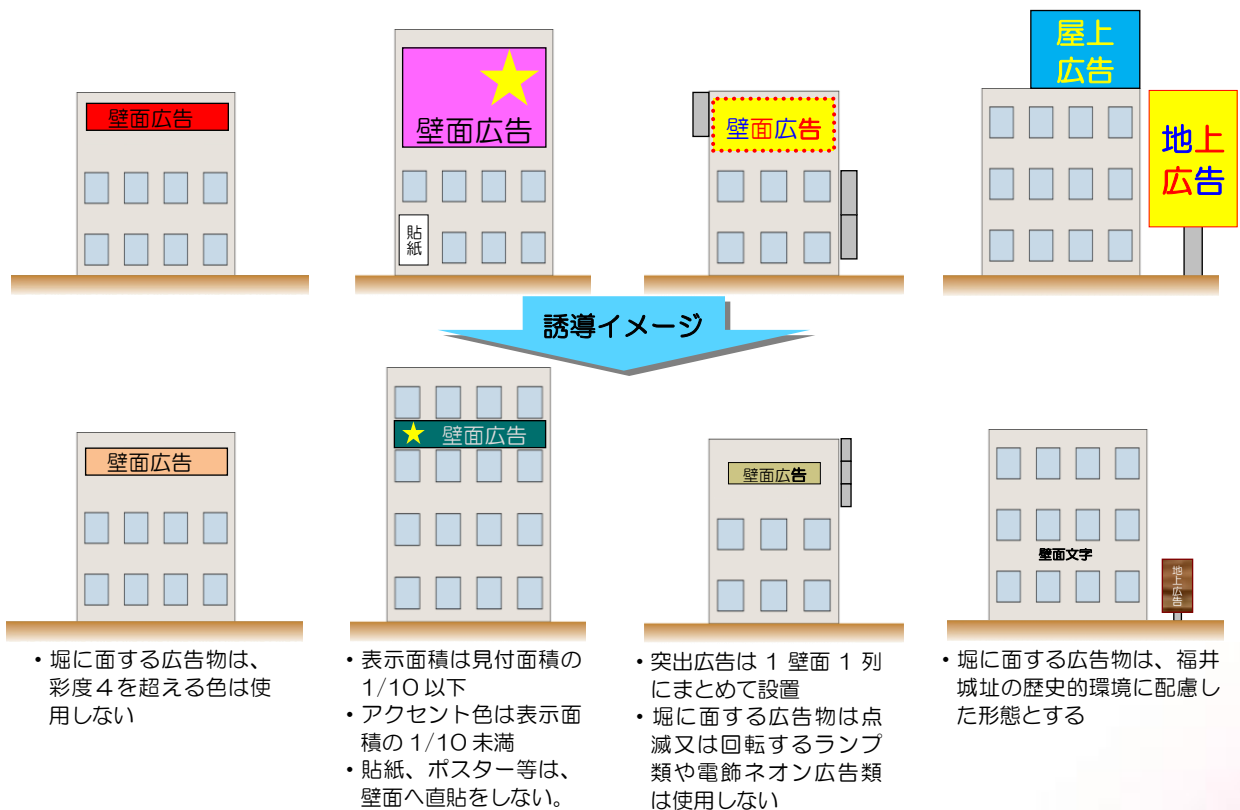 壁面広告
壁面広告
貼紙
壁面広告
屋上
広告
地上
広告
誘導イメージ
壁面広告
壁面広告
壁面広告
壁面文字
地上広告
・堀に面する広告物は、
彩度４を超える色は使
用しない
・表示面積は見付面積の
1/10 以下
・アクセント色は表示面
積の 1/10 未満
・貼紙、ポスター等は、
壁面へ直貼をしない。
・突出広告は 1 壁面 1 列
にまとめて設置
・堀に面する広告物は点
滅又は回転するランプ
類や電飾ネオン広告類
は使用しない
・堀に面する広告物は、福井
城址の歴史的環境に配慮し
た形態とする